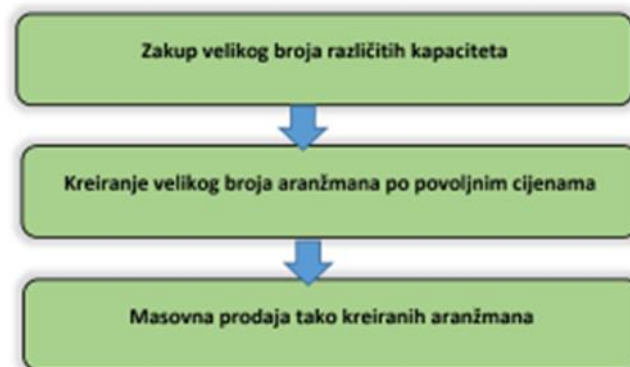 Zakup velikog broja različitih kapaciteta
Kreiranje velikog broja aranžmana po povoljnim cijenama
Masovna prodaja tako kreiranih aranžmana